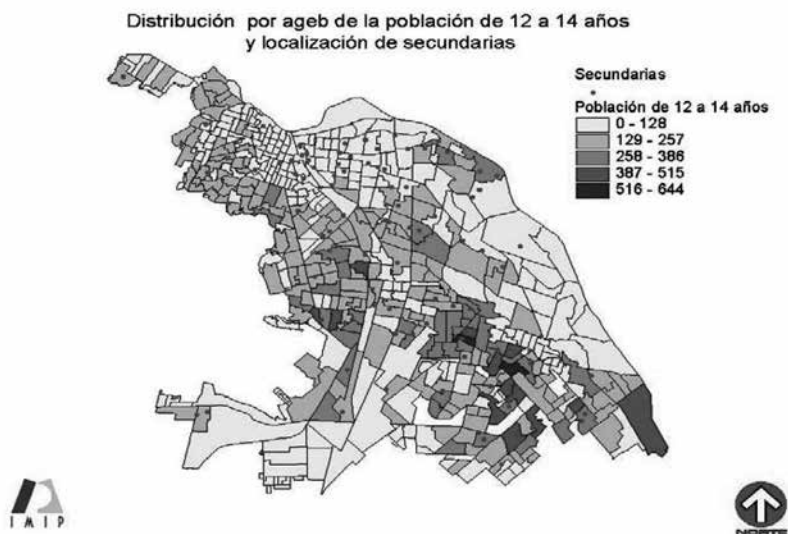 Distribución por ageb de la población de 12 a 14 años
y localización de secundarias
Secundarias
Población de 12 a 14 años
0 - 128
129 - 257
258 - 386
387 - 515
516 - 644
I M I P
NORTE